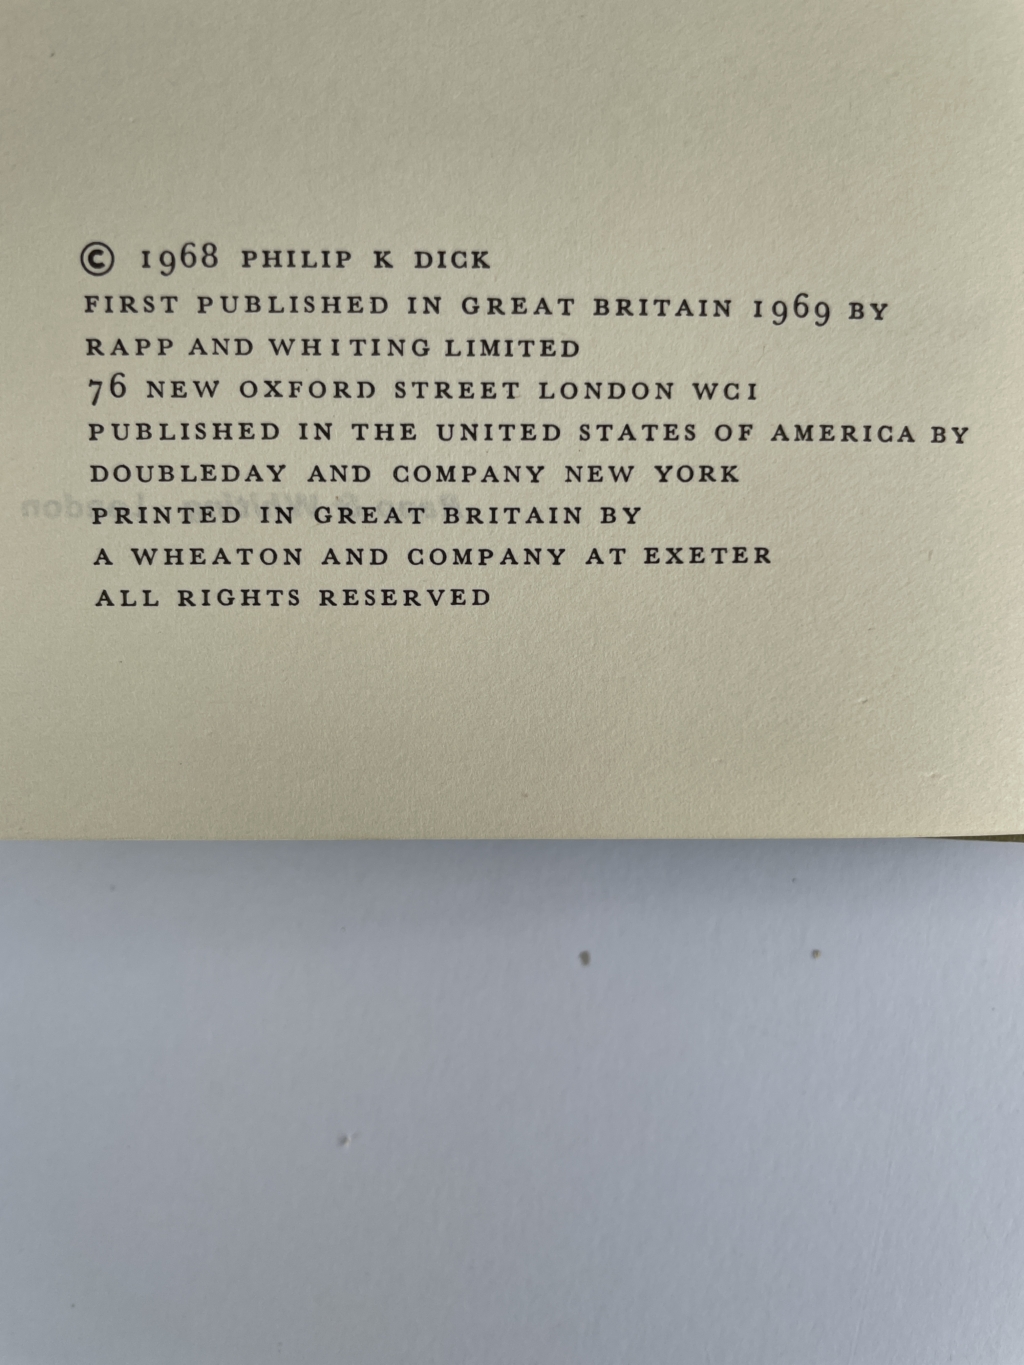 © 1968 PHILIP K DICK
FIRST PUBLISHED IN GREAT BRITAIN 1969 BY
RAPP AND WHITING LIMITED
76 NEW OXFORD STREET LONDON WC1
PUBLISHED IN THE UNITED STATES OF AMERICA BY
DOUBLEDAY AND COMPANY NEW YORK
PRINTED IN GREAT BRITAIN BY
A WHEATON AND COMPANY AT EXETER
ALL RIGHTS RESERVED